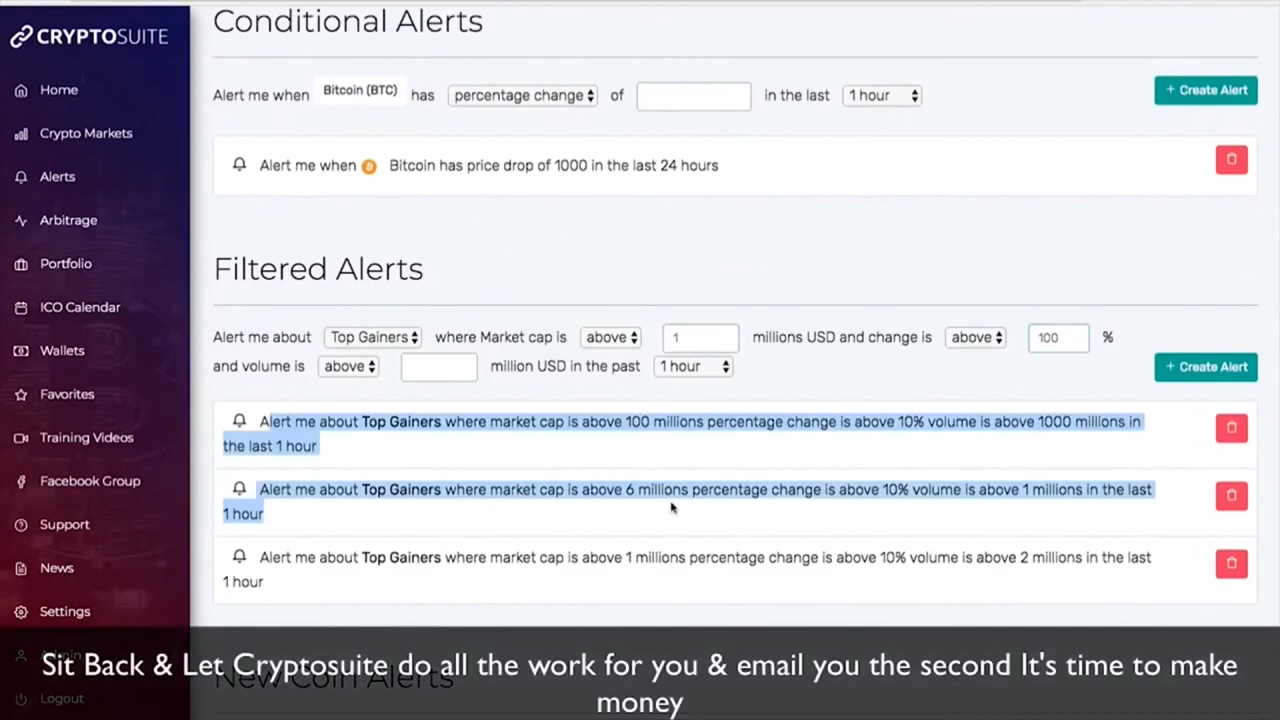 CRYPTOSUITE
Home
Crypto Markets
Alerts
Arbitrage
Portfolio
ICO Calendar
Wallets
Favorites
Training Videos
Facebook Group
Support
News
Settings
Admin
Logout
Conditional Alerts
Alert me when Bitcoin (BTC) has percentage change of in the last 1 hour
+ Create Alert
Alert me when Bitcoin has price drop of 1000 in the last 24 hours
Filtered Alerts
Alert me about Top Gainers where Market cap is above 1 millions USD and change is above 100 %
and volume is above million USD in the past 1 hour
+ Create Alert
Alert me about Top Gainers where market cap is above 100 millions percentage change is above 10% volume is above 1000 millions in
the last 1 hour
Alert me about Top Gainers where market cap is above 6 millions percentage change is above 10% volume is above 1 millions in the last
1 hour
Alert me about Top Gainers where market cap is above 1 millions percentage change is above 10% volume is above 2 millions in the last
1 hour
New Coin Alerts
Sit Back & Let Cryptosuite do all the work for you & email you the second It's time to make
money